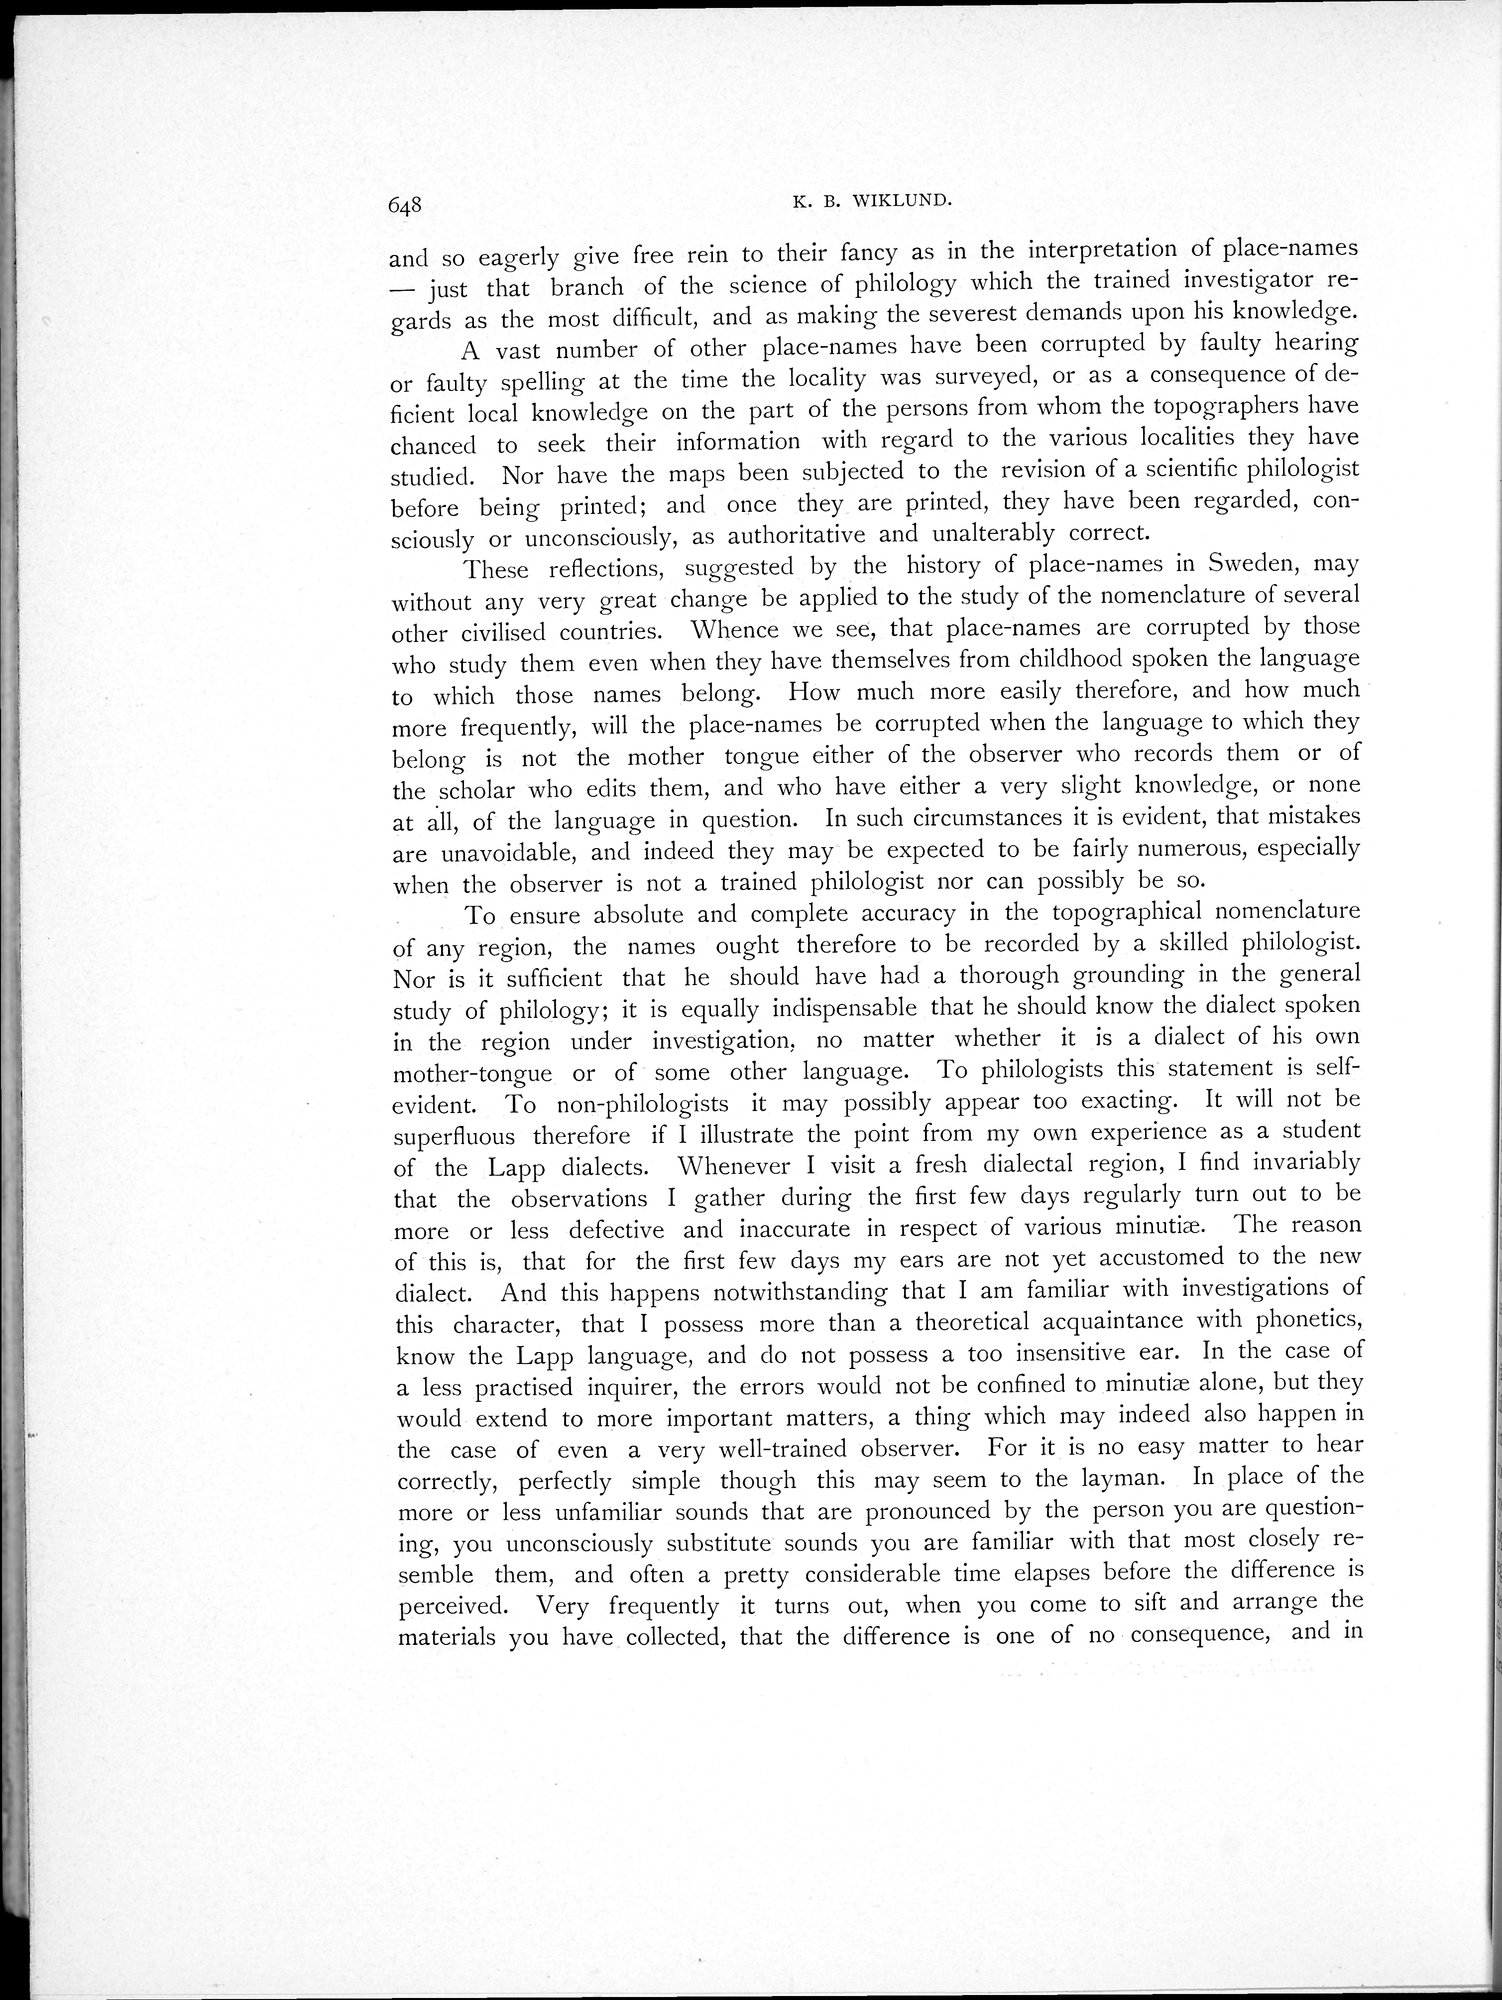 648
K. B. WIKLUND.
and so eagerly give free rein to their fancy as in the interpretation of place-names
— just that branch of the science of philology which the trained investigator re-
gards as the most difficult, and as making the severest demands upon his knowledge.
A vast number of other place-names have been corrupted by faulty hearing
or faulty spelling at the time the locality was surveyed, or as a consequence of de-
ficient local knowledge on the part of the persons from whom the topographers have
chanced to seek their information with regard to the various localities they have
studied. Nor have the maps been subjected to the revision of a scientific philologist
before being printed; and once they are printed, they have been regarded, con-
sciously or unconsciously, as authoritative and unalterably correct.
These reflections, suggested by the history of place-names in Sweden, may
without any very great change be applied to the study of the nomenclature of several
other civilised countries. Whence we see, that place-names are corrupted by those
who study them even when they have themselves from childhood spoken the language
to which those names belong. How much more easily therefore, and how much
more frequently, will the place-names be corrupted when the language to which they
belong is not the mother tongue either of the observer who records them or of
the scholar who edits them, and who have either a very slight knowledge, or none
at all, of the language in question. In such circumstances it is evident, that mistakes
are unavoidable, and indeed they may be expected to be fairly numerous, especially
when the observer is not a trained philologist nor can possibly be so.
To ensure absolute and complete accuracy in the topographical nomenclature
of any region, the names ought therefore to be recorded by a skilled philologist.
Nor is it sufficient that he should have had a thorough grounding in the general
study of philology; it is equally indispensable that he should know the dialect spoken
in the region under investigation, no matter whether it is a dialect of his own
mother-tongue or of some other language. To philologists this statement is self-
evident. To non-philologists it may possibly appear too exacting. It will not be
superfluous therefore if I illustrate the point from my own experience as a student
of the Lapp dialects. Whenever I visit a fresh dialectal region, I find invariably
that the observations I gather during the first few days regularly turn out to be
more or less defective and inaccurate in respect of various minutiæ. The reason
of this is, that for the first few days my ears are not yet accustomed to the new
dialect. And this happens notwithstanding that I am familiar with investigations of
this character, that I possess more than a theoretical acquaintance with phonetics,
know the Lapp language, and do not possess a too insensitive ear. In the case of
a less practised inquirer, the errors would not be confined to minutiæ alone, but they
would extend to more important matters, a thing which may indeed also happen in
the case of even a very well-trained observer. For it is no easy matter to hear
correctly, perfectly simple though this may seem to the layman. In place of the
more or less unfamiliar sounds that are pronounced by the person you are question-
ing, you unconsciously substitute sounds you are familiar with that most closely re-
semble them, and often a pretty considerable time elapses before the difference is
perceived. Very frequently it turns out, when you come to sift and arrange the
materials you have collected, that the difference is one of no consequence, and in